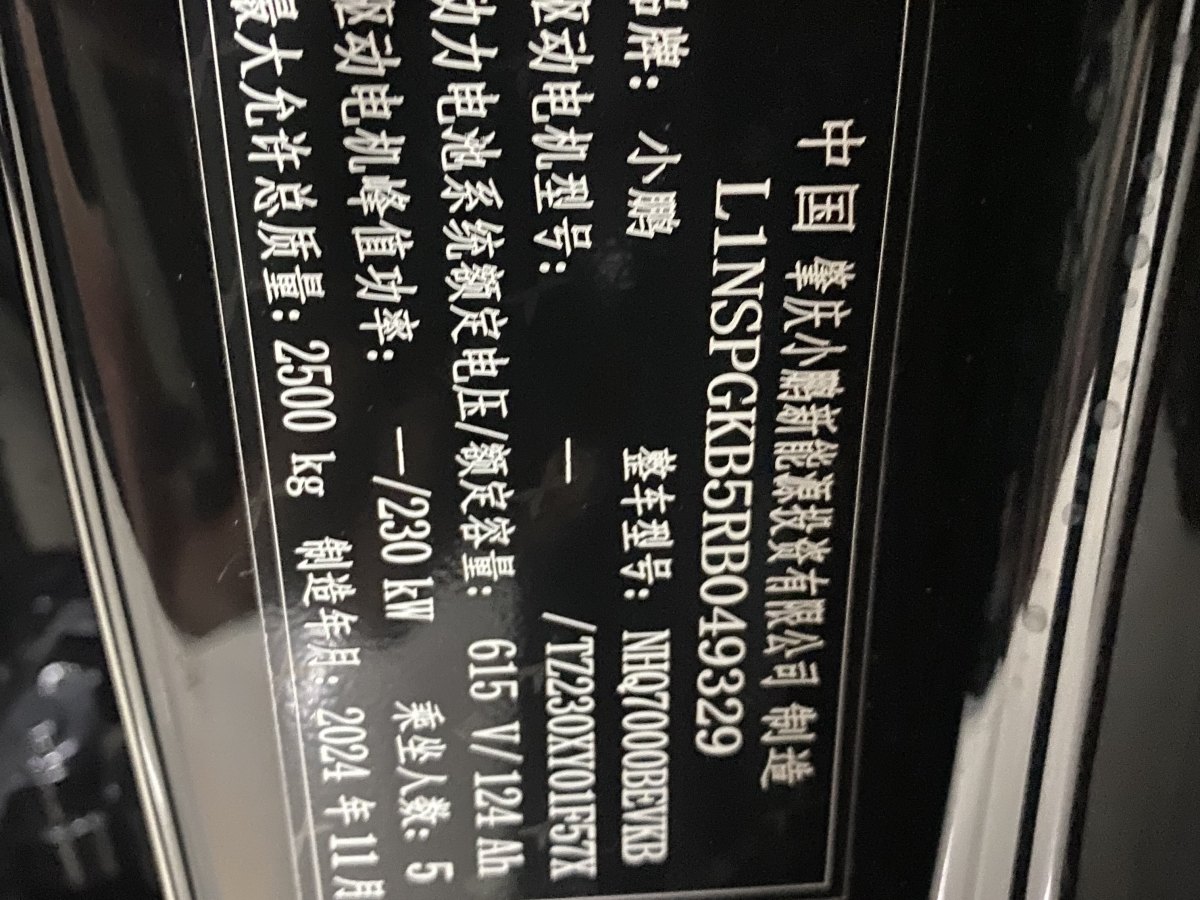 中国 肇庆小鹏新能源投资有限公司 制造
L1NSPGKB5RB049329
品牌: 小鹏 整车型号: NHQ7000BEVKB
驱动电机型号: — /TZ230XY01F57X
动力电池系统额定电压/额定容量: 615 V/124 Ah
驱动电机峰值功率: —/230 kW 乘坐人数: 5
最大允许总质量: 2500 kg 制造年月: 2024 年11月